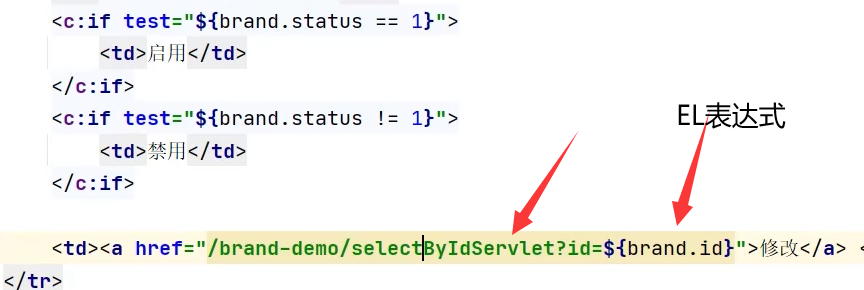 <c:if test="${brand.status == 1}">
<td>启用</td>
</c:if>
<c:if test="${brand.status != 1}">
EL表达式
<td>禁用</td>
</c:if>
<td><a href="/brand-demo/selectByIdServlet?id=${brand.id}">修改</a> <
</tr>